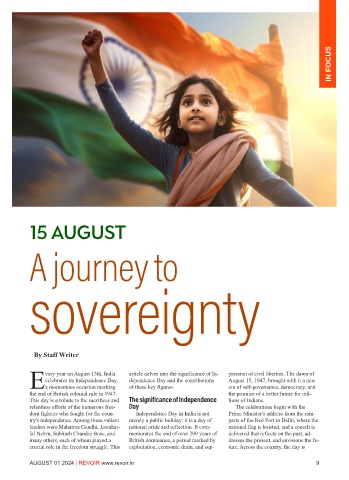 IN FOCUS
15 AUGUST
A journey to
sovereignty
By Staff Writer
Every year on August 15th, India
celebrates its Independence Day,
a momentous occasion marking
the end of British colonial rule in 1947.
This day is a tribute to the sacrifices and
relentless efforts of the numerous free-
dom fighters who fought for the coun-
try's independence. Among these valiant
leaders were Mahatma Gandhi, Jawahar-
lal Nehru, Subhash Chandra Bose, and
many others, each of whom played a
crucial role in the freedom struggle. This
article delves into the significance of In-
dependence Day and the contributions
of these key figures.
The significance of Independence
Day
Independence Day in India is not
merely a public holiday; it is a day of
national pride and reflection. It com-
memorates the end of over 200 years of
British dominance, a period marked by
exploitation, economic drain, and sup-
pression of civil liberties. The dawn of
August 15, 1947, brought with it a new
era of self-governance, democracy, and
the promise of a better future for mil-
lions of Indians.
The celebrations begin with the
Prime Minister's address from the ram-
parts of the Red Fort in Delhi, where the
national flag is hoisted, and a speech is
delivered that reflects on the past, ad-
dresses the present, and envisions the fu-
ture. Across the country, the day is
AUGUST 01 2024 | REVOIR www.revoir.in
9